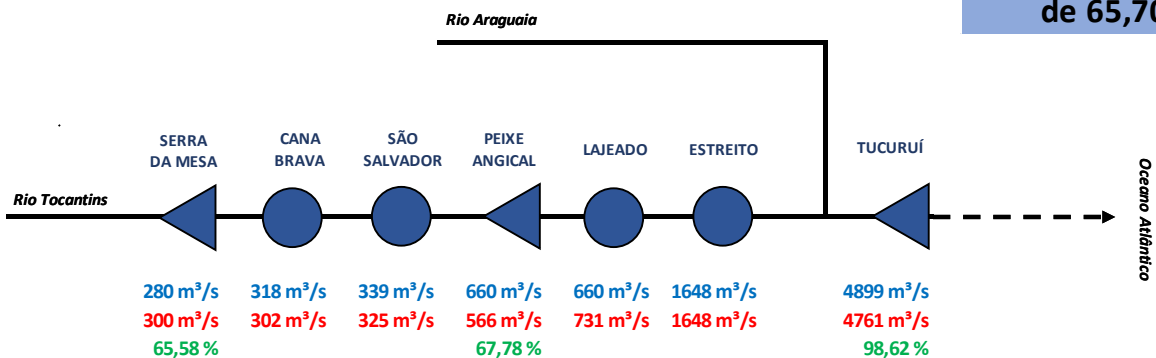 de 65,70
Rio Araguaia
SERRA
DA MESA
CANA
BRAVA
SÃO
SALVADOR
PEIXE
ANGICAL
LAJEADO
ESTREITO
TUCURUÍ
Rio Tocantins
Oceano Atlântico
280 m³/s 318 m³/s 339 m³/s 660 m³/s 660 m³/s 1648 m³/s 4899 m³/s
300 m³/s 302 m³/s 325 m³/s 566 m³/s 731 m³/s 1648 m³/s 4761 m³/s
65,58 % 67,78 % 98,62 %